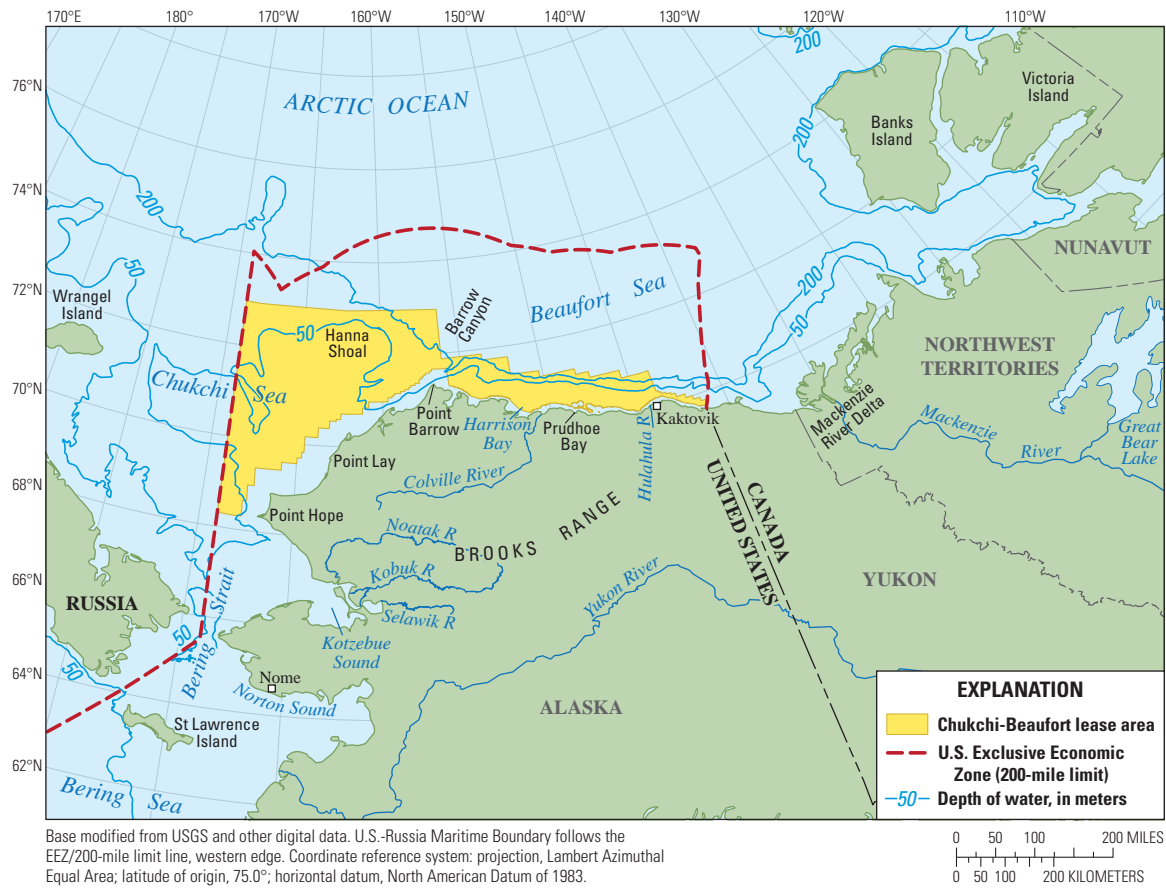 170°E
180°
170°W
160°W
150°W
140°W
130°W
120°W
110°W
76°N
74°N
72°N
70°N
68°N
66°N
64°N
62°N
200
Victoria
Island
ARCTIC OCEAN
Banks
Island
200
200
NUNAVUT
50
200
Wrangel
Island
Beaufort Sea
Barrow
Canyon
50
50
Hanna
Shoal
NORTHWEST
TERRITORIES
Chukchi Sea
Point
Barrow
Harrison
Bay
Prudhoe
Bay
Kaktovik
Mackenzie
River Delta
Mackenzie River
Great
Bear
Lake
Point Lay
Colville River
Hulahula R
Point Hope
Noatak R
BROOKS RANGE
CANADA
UNITED STATES
Kobuk R
Yukon River
YUKON
RUSSIA
Selawik R
Bering Strait
50
Kotzebue
Sound
50
Nome
Norton Sound
ALASKA
St Lawrence
Island
Bering Sea
EXPLANATION
Chukchi-Beaufort lease area
U.S. Exclusive Economic
Zone (200-mile limit)
50 Depth of water, in meters
Base modified from USGS and other digital data. U.S.-Russia Maritime Boundary follows the
EEZ/200-mile limit line, western edge. Coordinate reference system: projection, Lambert Azimuthal
Equal Area; latitude of origin, 75.0°; horizontal datum, North American Datum of 1983.
0 50 100 200 MILES
0 50 100 200 KILOMETERS